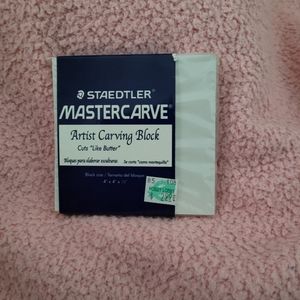 STAEDTLER
MASTERCARVE®
Artist Carving Block
Cuts "Like Butter"
Bloques para elaborar esculturas. Se corta "como mantequilla"
Block size / Tamaño del bloque